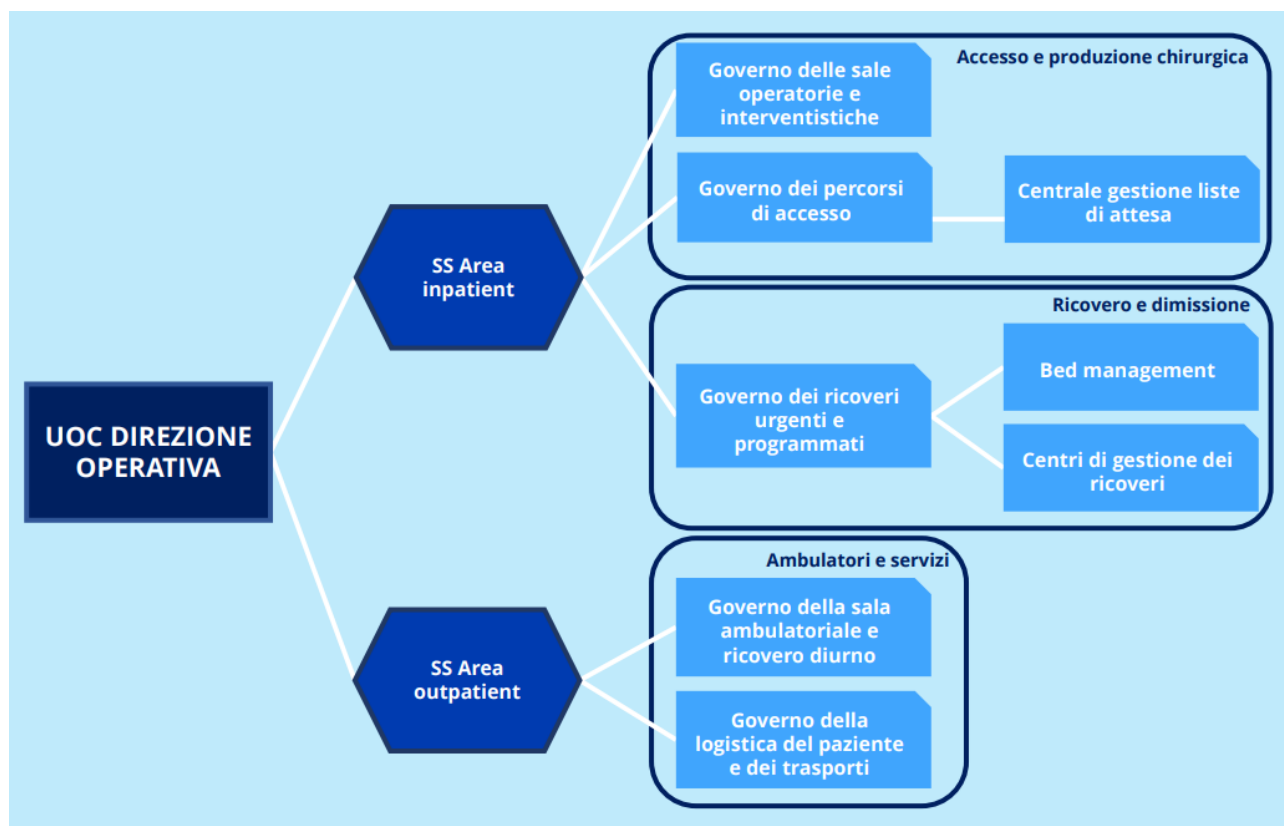 Accesso e produzione chirurgica
Governo delle sale
operatorie e
interventistiche
Governo dei percorsi
di accesso
Centrale gestione liste
di attesa
SS Area
inpatient
Ricovero e dimissione
Governo dei ricoveri
urgenti e
programmati
Bed management
Centri di gestione dei
ricoveri
UOC DIREZIONE
OPERATIVA
Ambulatori e servizi
Governo della sala
ambulatoriale e
ricovero diurno
SS Area
outpatient
Governo della
logistica del paziente
e dei trasporti